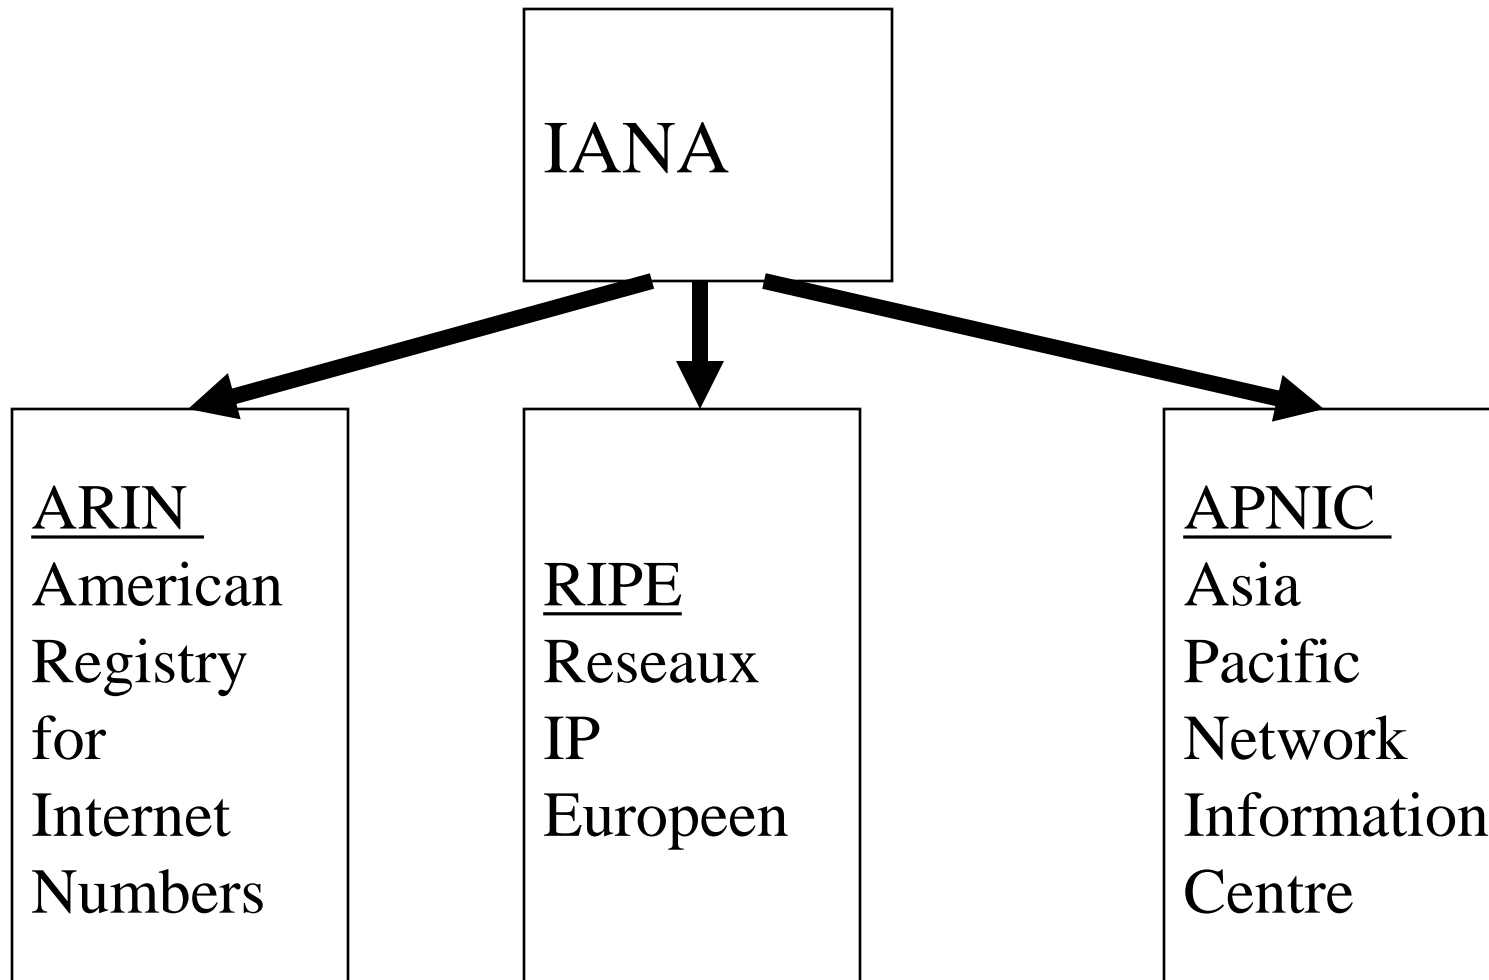 IANA
ARIN
American
Registry
for
Internet
Numbers
RIPE
Reseaux
IP
Europeen
APNIC
Asia
Pacific
Network
Information
Centre